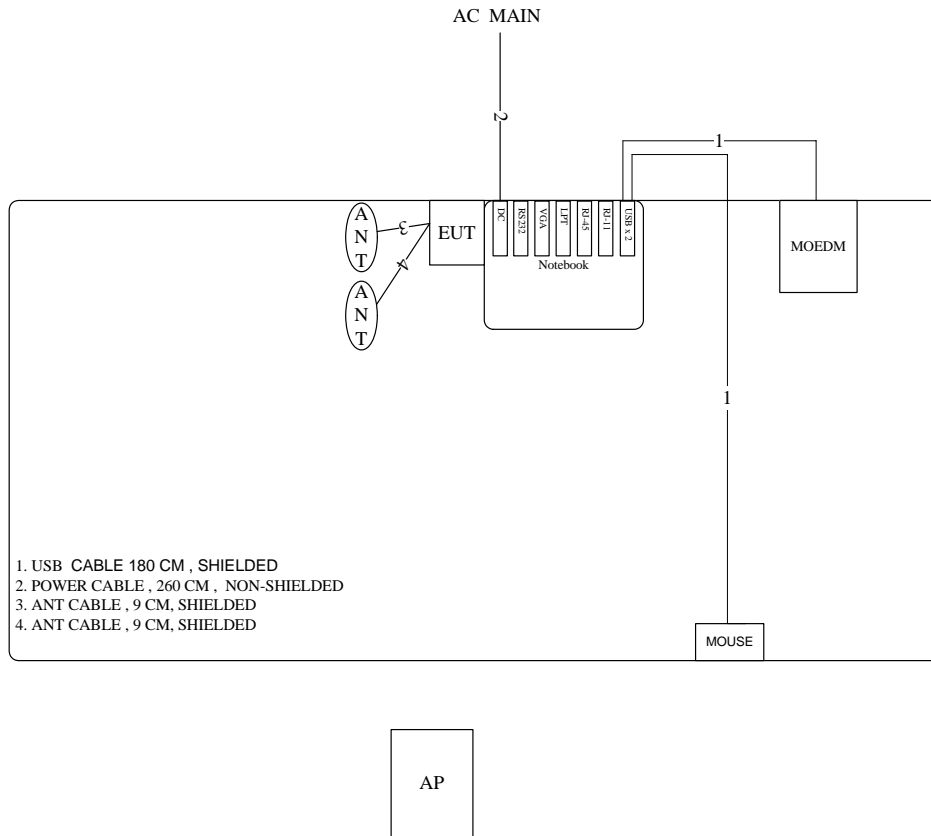 AC MAIN
2
1
ANT
3
EUT
DC
RS232
VGA
LPT
RJ-45
RJ-11
USB x 2
MOEDM
4
Notebook
ANT
1
1. USB CABLE 180 CM , SHIELDED
2. POWER CABLE , 260 CM , NON-SHIELDED
3. ANT CABLE , 9 CM, SHIELDED
4. ANT CABLE , 9 CM, SHIELDED
MOUSE
AP